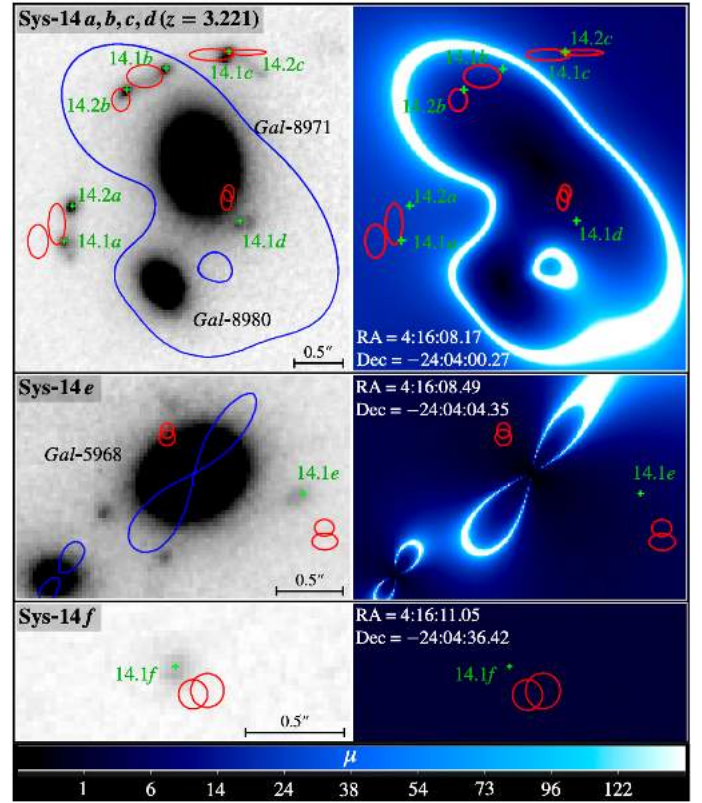 Sys-14 a, b, c, d (z = 3.221)
14.1b
14.2c
14.1c
14.2b
Gal-8971
14.2a
14.1d
14.1a
Gal-8980
0.5″
14.2c
14.1b
14.1c
14.2b
14.2a
14.1d
14.1a
RA = 4:16:08.17
Dec = −24:04:00.27
Sys-14 e
Gal-5968
14.1e
0.5″
RA = 4:16:08.49
Dec = −24:04:04.35
14.1e
Sys-14 f
14.1f
0.5″
RA = 4:16:11.05
Dec = −24:04:36.42
14.1f
μ
1 6 14 24 38 54 73 96 122